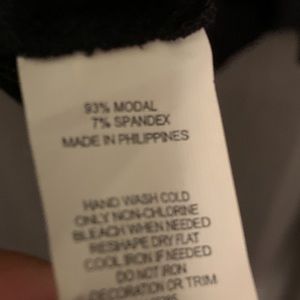 93% MODAL
7% SPANDEX
MADE IN PHILIPPINES
HAND WASH COLD
ONLY NON-CHLORINE
BLEACH WHEN NEEDED
RESHAPE DRY FLAT
COOL IRON IF NEEDED
DO NOT IRON
DECORATION OR TRIM